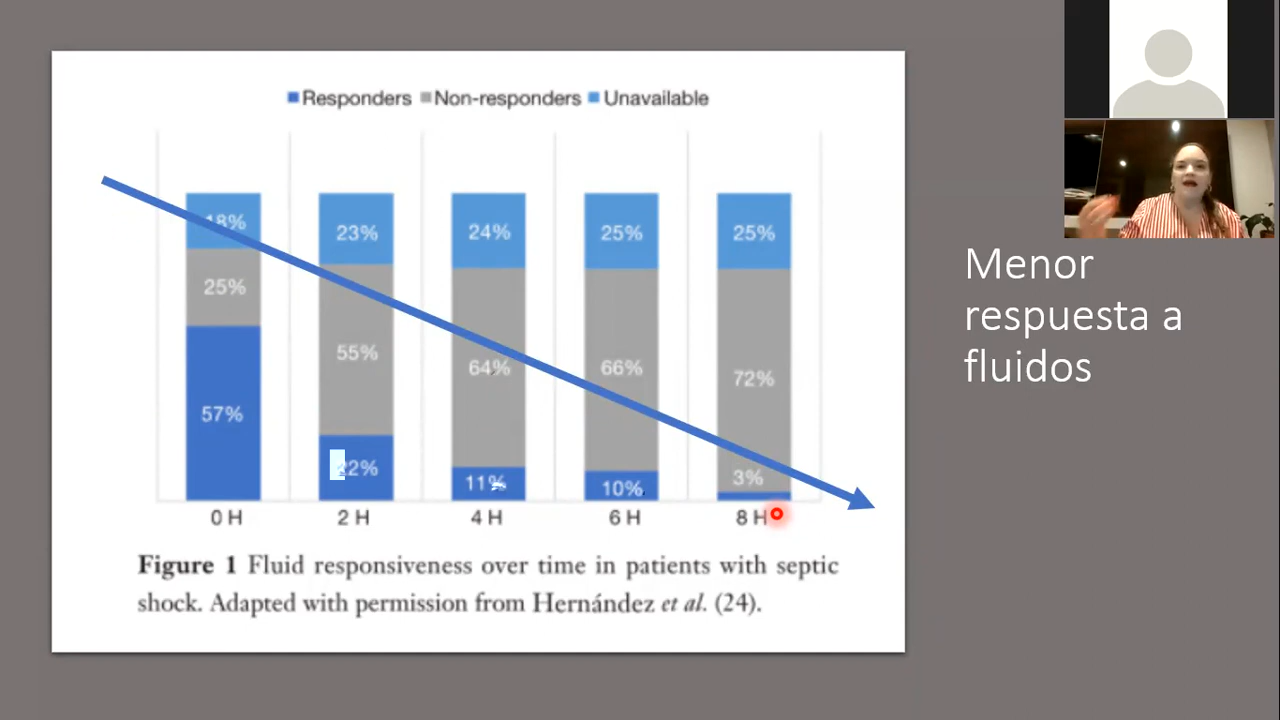 Responders Non-responders Unavailable
18% 23% 24% 25% 25%
25% 55% 64% 66% 72%
57% 22% 11% 10% 3%
0 H 2 H 4 H 6 H 8 H
Figure 1 Fluid responsiveness over time in patients with septic
shock. Adapted with permission from Hernández et al. (24).
Menor
respuesta a
fluidos